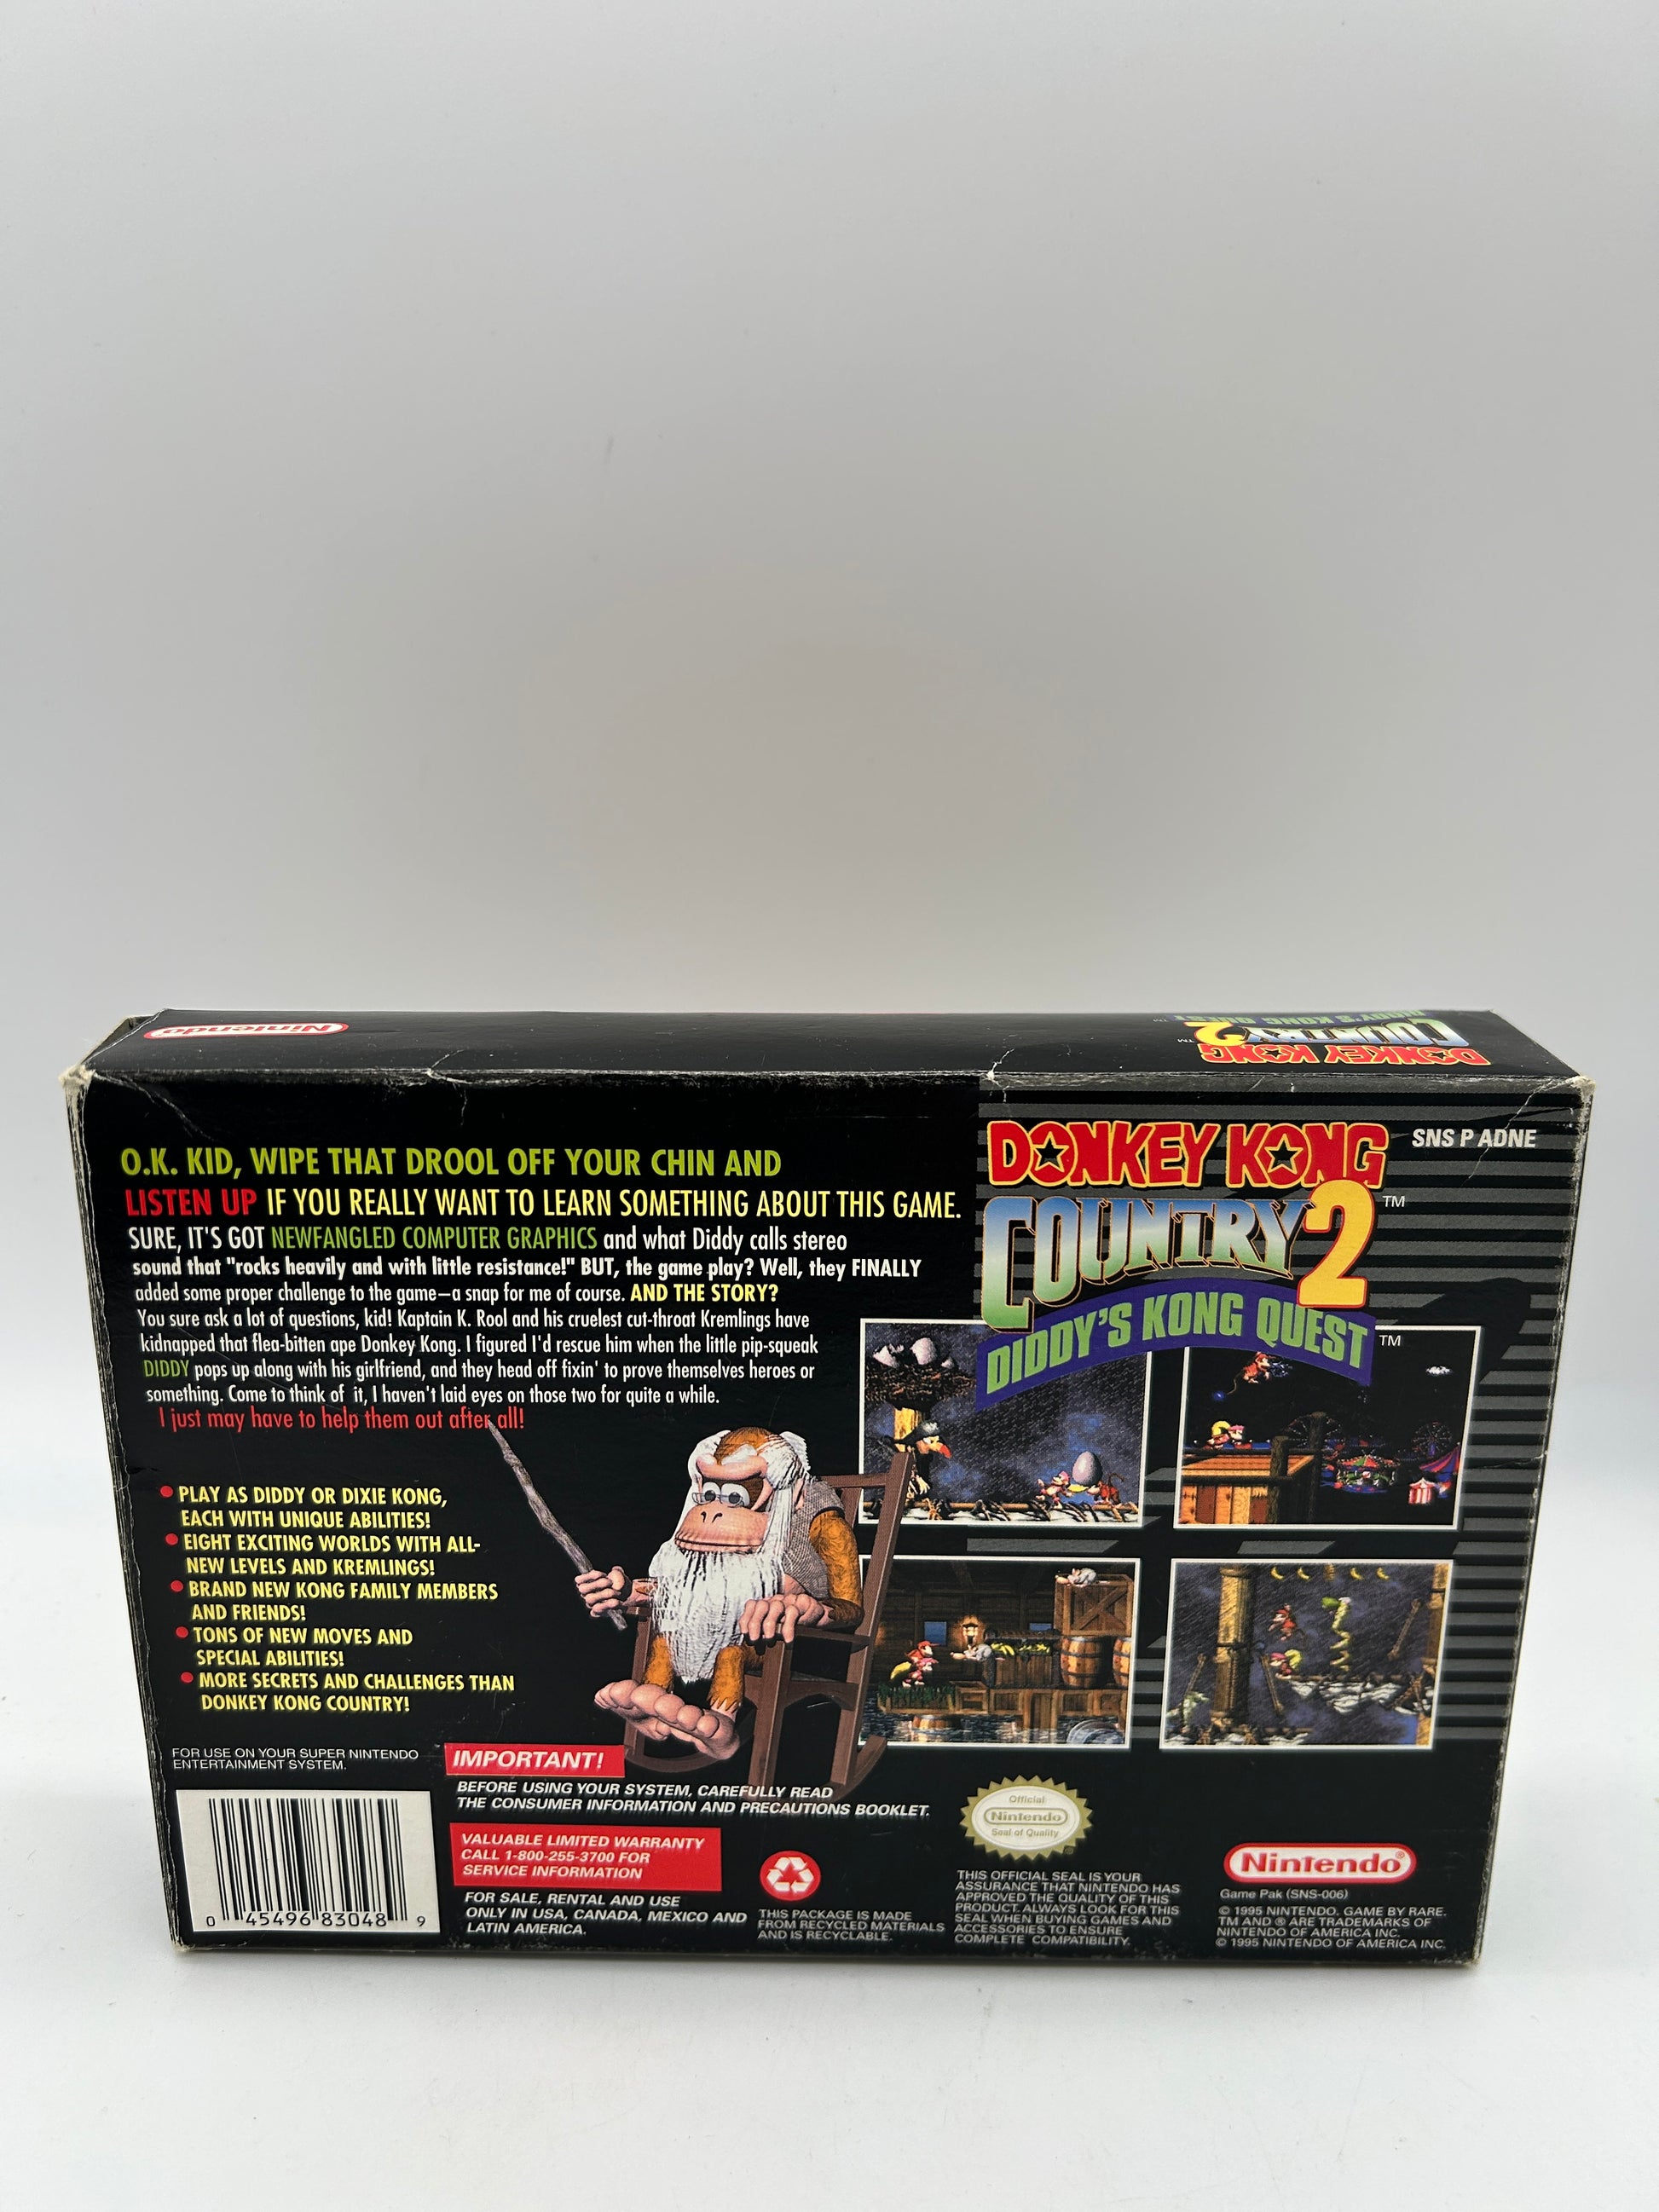 Nintendo
DONKEY KONG
COUNTRY 2
DIDDY'S KONG QUEST
O.K. KID, WIPE THAT DROOL OFF YOUR CHIN AND
LISTEN UP IF YOU REALLY WANT TO LEARN SOMETHING ABOUT THIS GAME.
SURE, IT'S GOT NEWFANGLED COMPUTER GRAPHICS and what Diddy calls stereo
sound that "rocks heavily and with little resistance!" BUT, the game play? Well, they FINALLY
added some proper challenge to the game—a snap for me of course. AND THE STORY?
You sure ask a lot of questions, kid! Kaptain K. Rool and his cruelest cut-throat Kremlings have
kidnapped that flea-bitten ape Donkey Kong. I figured I'd rescue him when the little pip-squeak
DIDDY pops up along with his girlfriend, and they head off fixin' to prove themselves heroes or
something. Come to think of it, I haven't laid eyes on those two for quite a while.
I just may have to help them out after all!
• PLAY AS DIDDY OR DIXIE KONG,
EACH WITH UNIQUE ABILITIES!
• EIGHT EXCITING WORLDS WITH ALL-
NEW LEVELS AND KREMLINGS!
• BRAND NEW KONG FAMILY MEMBERS
AND FRIENDS!
• TONS OF NEW MOVES AND
SPECIAL ABILITIES!
• MORE SECRETS AND CHALLENGES THAN
DONKEY KONG COUNTRY!
DONKEY KONG
COUNTRY 2 ™
DIDDY'S KONG QUEST ™
SNS P ADNE
FOR USE ON YOUR SUPER NINTENDO
ENTERTAINMENT SYSTEM.
0 45496 83048 9
IMPORTANT!
BEFORE USING YOUR SYSTEM, CAREFULLY READ
THE CONSUMER INFORMATION AND PRECAUTIONS BOOKLET.
VALUABLE LIMITED WARRANTY
CALL 1-800-255-3700 FOR
SERVICE INFORMATION
FOR SALE, RENTAL AND USE
ONLY IN USA, CANADA, MEXICO AND
LATIN AMERICA.
THIS PACKAGE IS MADE
FROM RECYCLED MATERIALS
AND IS RECYCLABLE.
Official
Nintendo
Seal of Quality
THIS OFFICIAL SEAL IS YOUR
ASSURANCE THAT NINTENDO HAS
APPROVED THE QUALITY OF THIS
PRODUCT. ALWAYS LOOK FOR THIS
SEAL WHEN BUYING GAMES AND
ACCESSORIES TO ENSURE
COMPLETE COMPATIBILITY.
Nintendo®
Game Pak (SNS-006)
© 1995 NINTENDO. GAME BY RARE.
TM AND ® ARE TRADEMARKS OF
NINTENDO OF AMERICA INC.
© 1995 NINTENDO OF AMERICA INC.